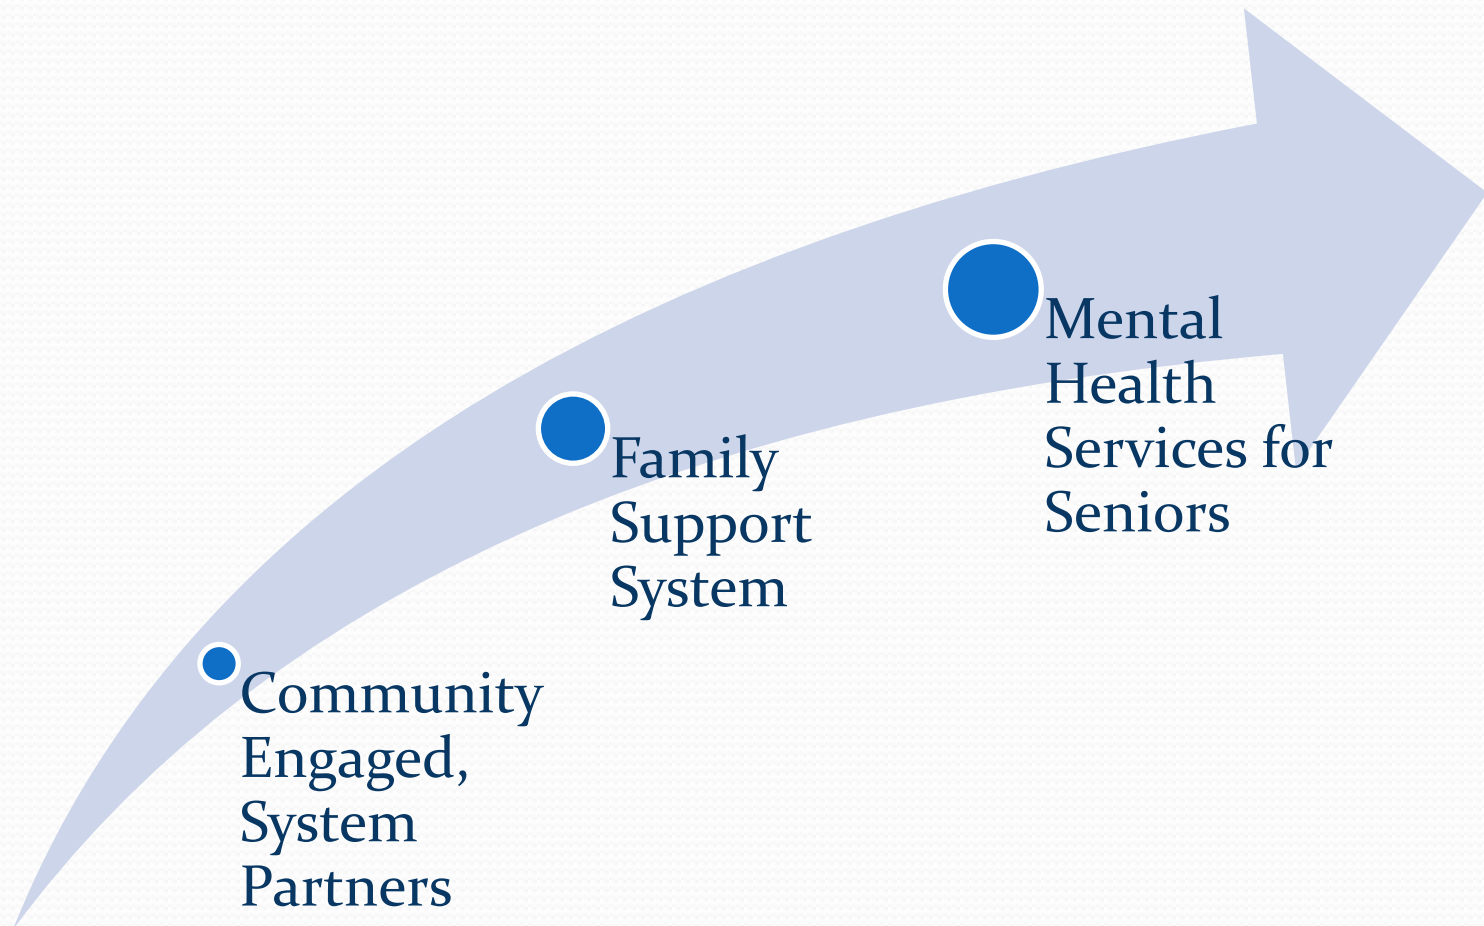 Community
Engaged,
System
Partners
Family
Support
System
Mental
Health
Services for
Seniors